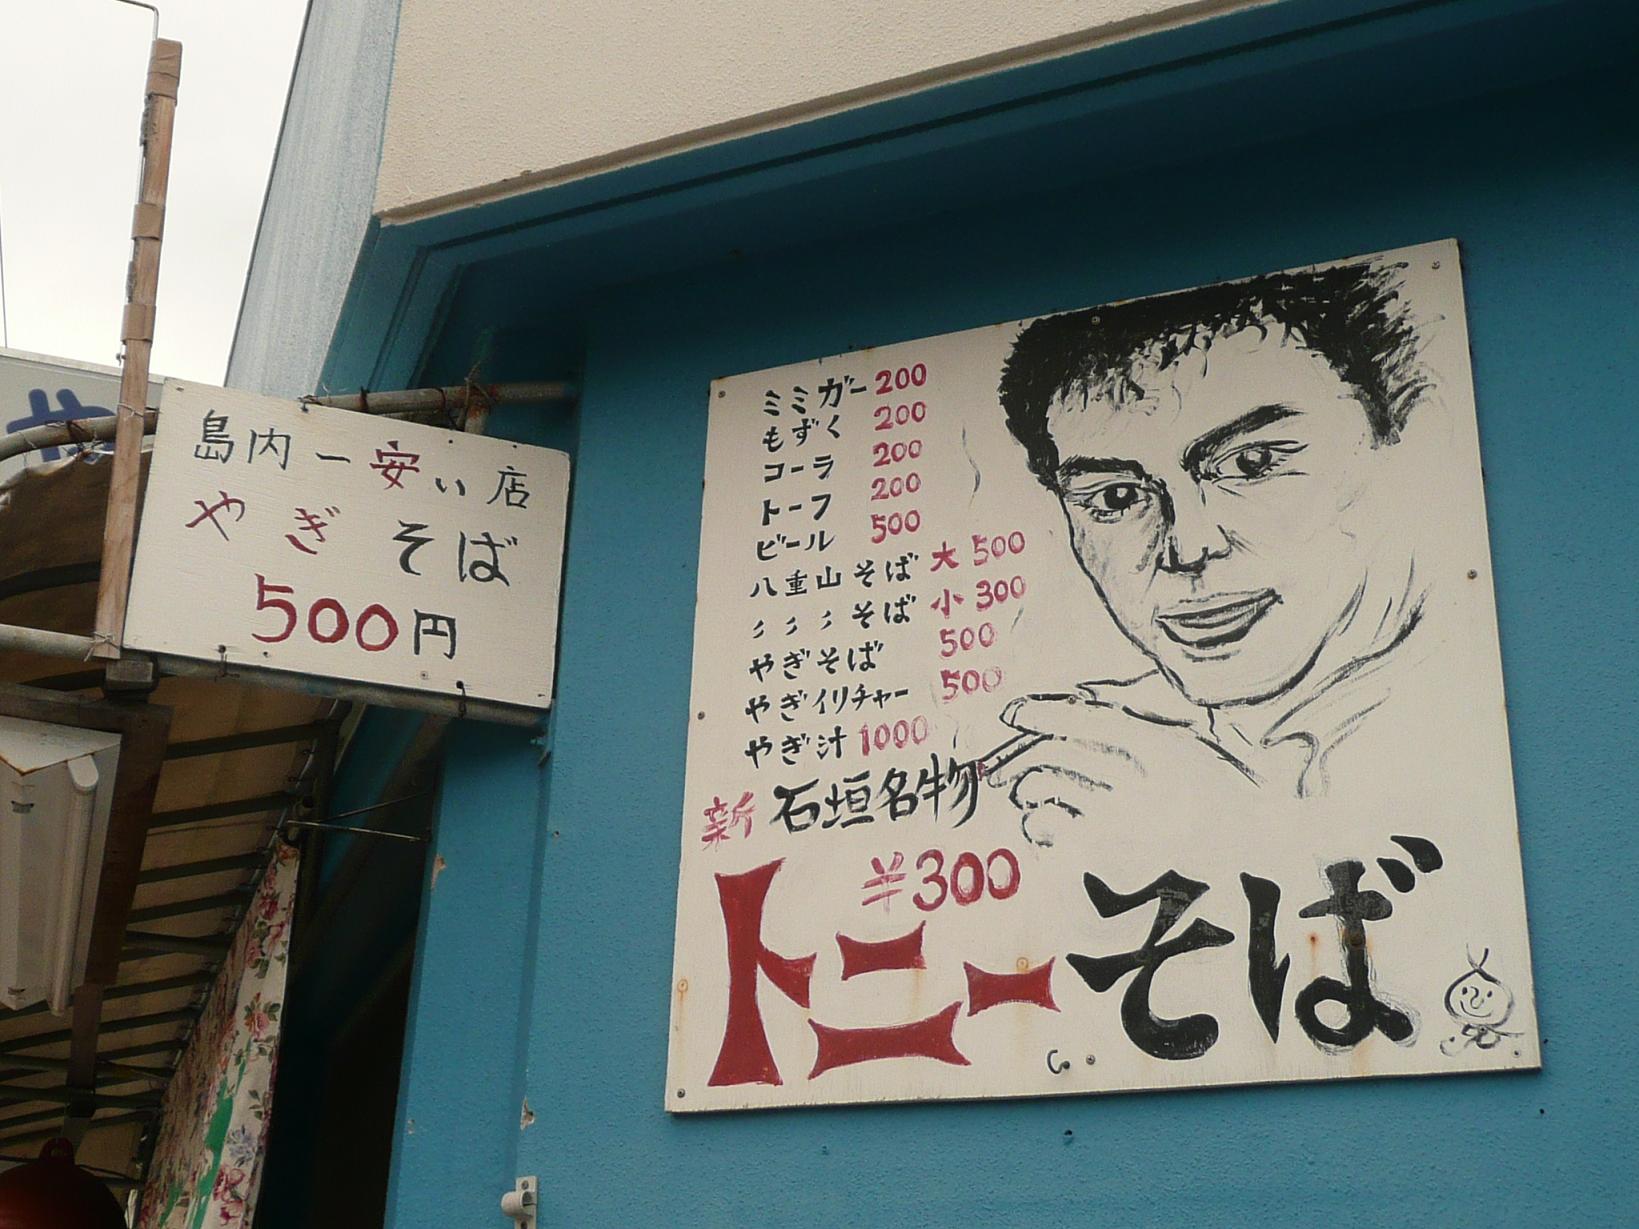 島内一安い店
やぎそば
500円
ミミガー 200
もずく 200
コーラ 200
トーフ 200
ビール 500
八重山そば 大 500
〃〃〃そば 小 300
やぎそば 500
やぎイリチャー 500
やぎ汁 1000
新 石垣名物
¥300
トニーそば